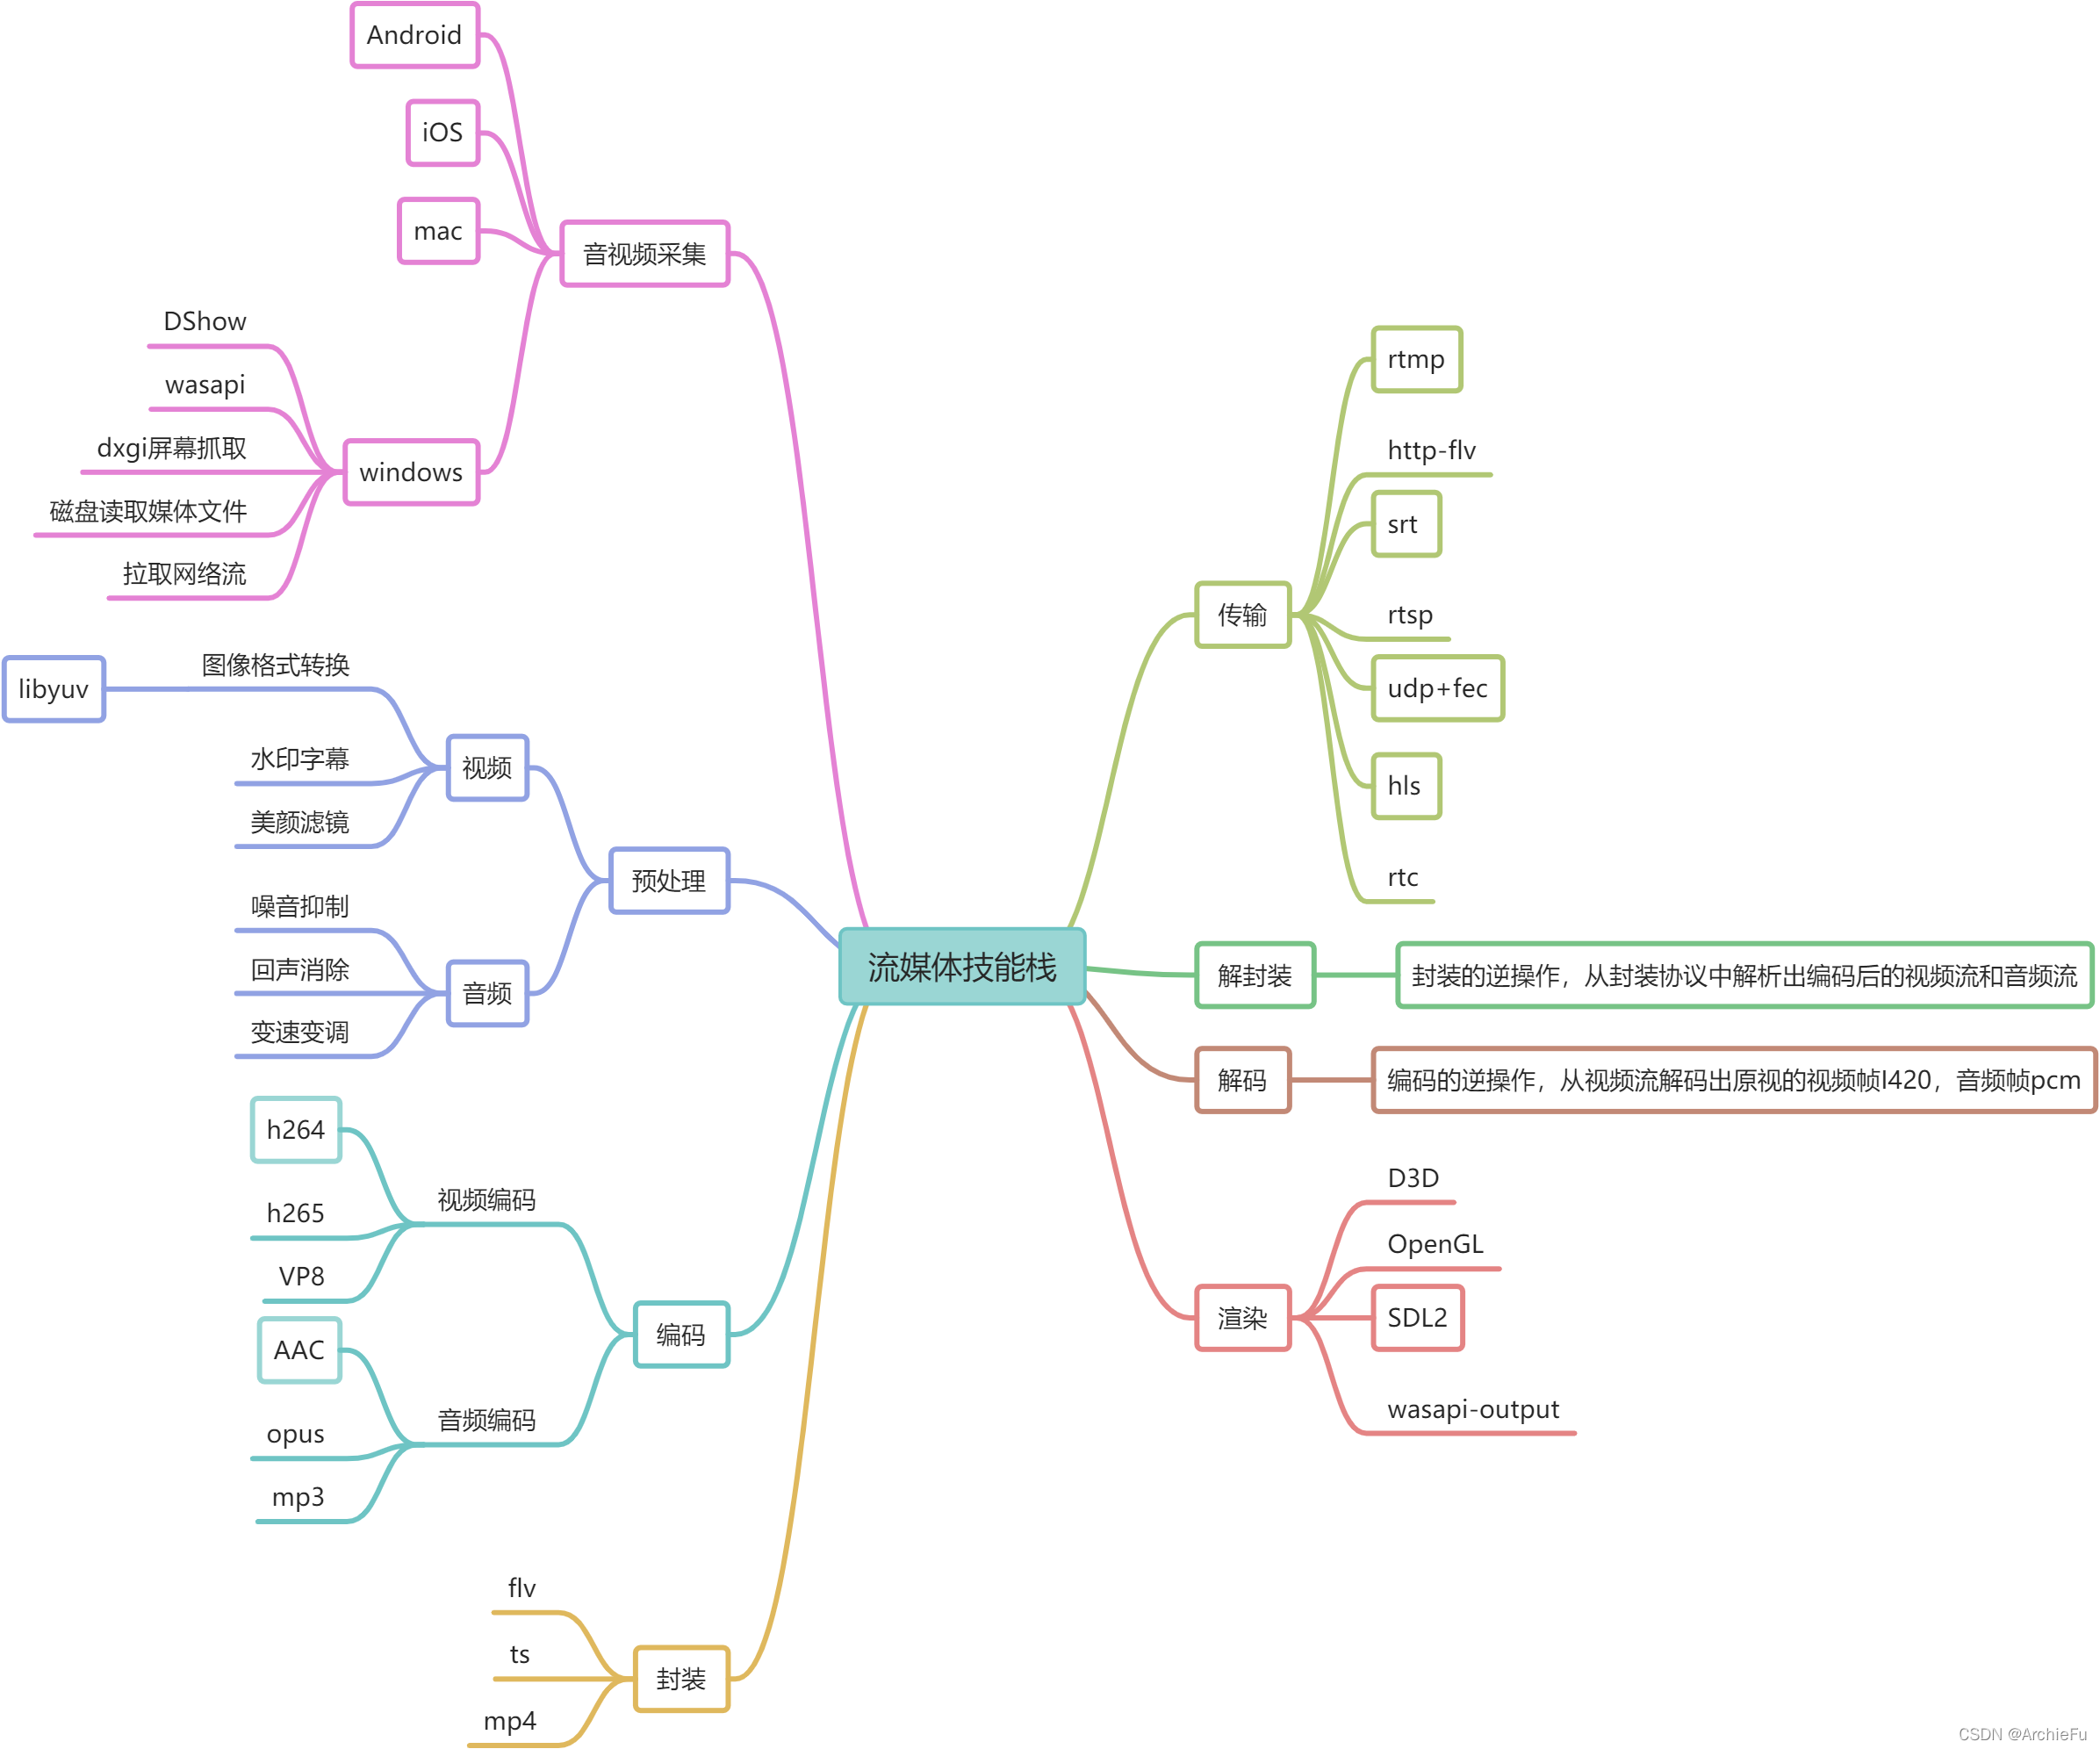 Android
iOS
mac
音视频采集
DShow
wasapi
dxgi屏幕抓取
磁盘读取媒体文件
拉取网络流
windows
libyuv
图像格式转换
水印字幕
美颜滤镜
视频
预处理
噪音抑制
回声消除
变速变调
音频
h264
h265
VP8
视频编码
编码
AAC
opus
mp3
音频编码
flv
ts
mp4
封装
流媒体技能栈
传输
rtmp
http-flv
srt
rtsp
udp+fec
hls
rtc
解封装
封装的逆操作，从封装协议中解析出编码后的视频流和音频流
解码
编码的逆操作，从视频流解码出原视的视频帧I420，音频帧pcm
渲染
D3D
OpenGL
SDL2
wasapi-output
CSDN @ArchieFu